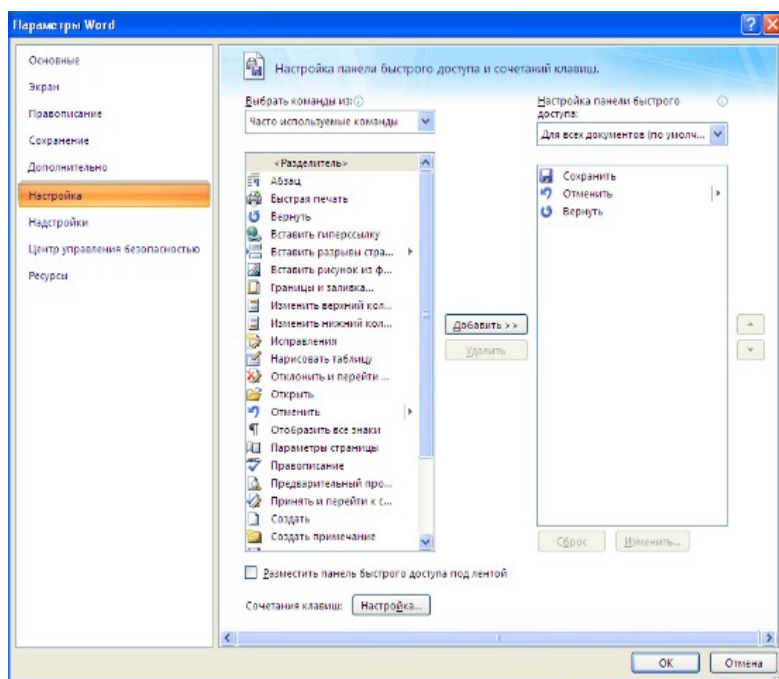 Параметры Word
Основные
Экран
Правописание
Сохранение
Дополнительно
Настройка
Надстройки
Центр управления безопасностью
Ресурсы
Настройка панели быстрого доступа и сочетаний клавиш.
Выбрать команды из:
Часто используемые команды
<Разделитель>
Абзац
Быстрая печать
Вернуть
Вставить гиперссылку
Вставить разрывы стра...
Вставить рисунок из ф...
Границы и заливка...
Изменить верхний кол...
Изменить нижний кол...
Исправления
Нарисовать таблицу
Отклонить и перейти ...
Открыть
Отменить
Отобразить все знаки
Параметры страницы
Правописание
Предварительный про...
Принять и перейти к с...
Создать
Создать примечание
Добавить >>
Удалить
Настройка панели быстрого
доступа:
Для всех документов (по умолч...
Сохранить
Отменить
Вернуть
Сброс
Изменить...
Разместить панель быстрого доступа под лентой
Сочетания клавиш:
Настройка...
OK
Отмена